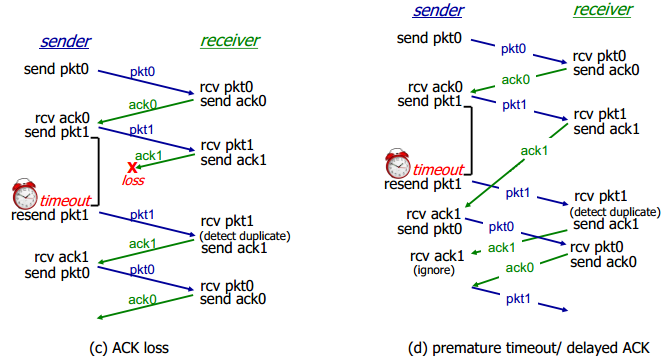 sender
receiver
send pkt0
pkt0
rcv pkt0
send ack0
ack0
rcv ack0
send pkt1
pkt1
rcv pkt1
send ack1
ack1
X
loss
timeout
resend pkt1
pkt1
rcv pkt1
(detect duplicate)
send ack1
ack1
rcv ack1
send pkt0
pkt0
rcv pkt0
send ack0
ack0
(c) ACK loss
sender
receiver
send pkt0
pkt0
rcv pkt0
send ack0
ack0
rcv ack0
send pkt1
pkt1
rcv pkt1
send ack1
ack1
timeout
resend pkt1
pkt1
rcv pkt1
(detect duplicate)
send ack1
rcv ack1
send pkt0
pkt0
ack1
rcv ack1
(ignore)
rcv pkt0
send ack0
ack0
pkt1
(d) premature timeout/ delayed ACK